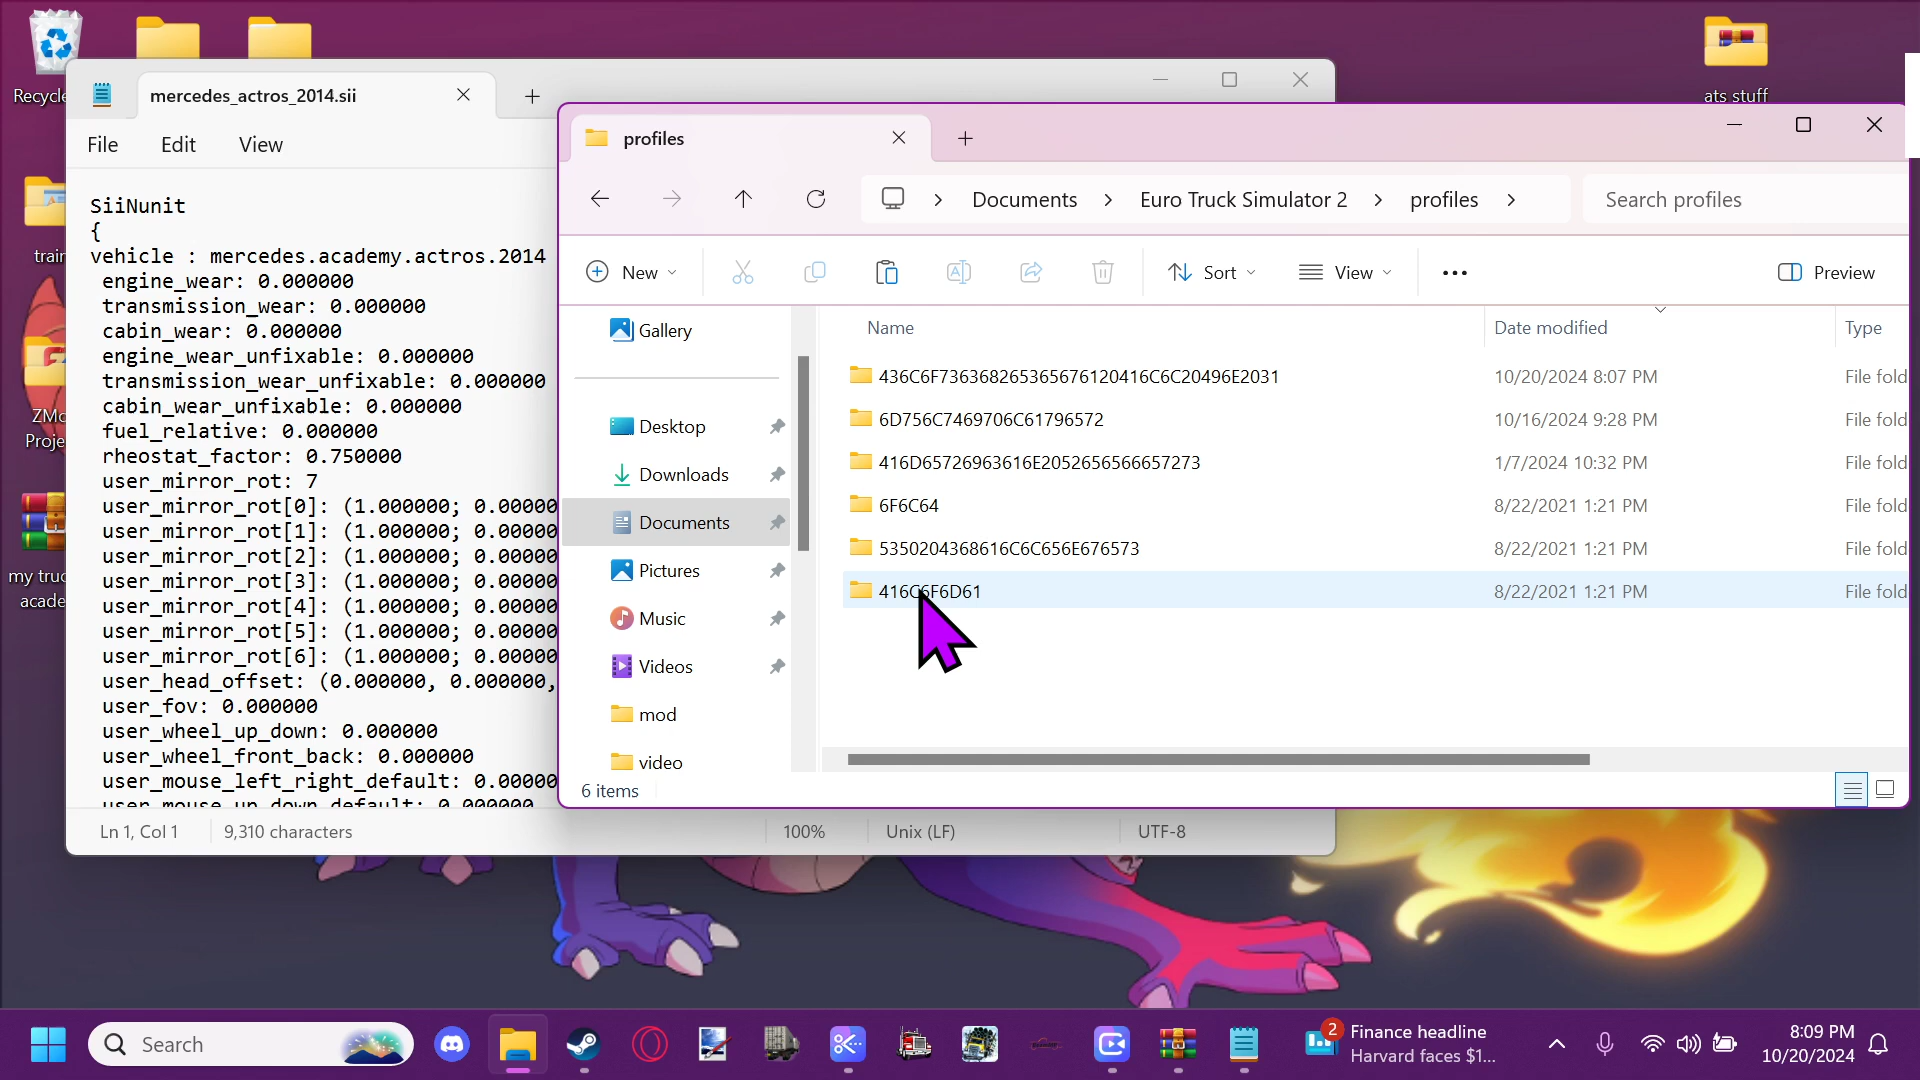 Recycle
ats stuff
mercedes_actros_2014.sii
File Edit View
SiiNunit
{
vehicle : mercedes.academy.actros.2014
engine_wear: 0.000000
transmission_wear: 0.000000
cabin_wear: 0.000000
engine_wear_unfixable: 0.000000
transmission_wear_unfixable: 0.000000
cabin_wear_unfixable: 0.000000
fuel_relative: 0.000000
rheostat_factor: 0.750000
user_mirror_rot: 7
user_mirror_rot[0]: (1.000000; 0.00000
user_mirror_rot[1]: (1.000000; 0.00000
user_mirror_rot[2]: (1.000000; 0.00000
user_mirror_rot[3]: (1.000000; 0.00000
user_mirror_rot[4]: (1.000000; 0.00000
user_mirror_rot[5]: (1.000000; 0.00000
user_mirror_rot[6]: (1.000000; 0.00000
user_head_offset: (0.000000, 0.000000,
user_fov: 0.000000
user_wheel_up_down: 0.000000
user_wheel_front_back: 0.000000
user_mouse_left_right_default: 0.00000
user_mouse_up_down_default: 0.000000
Ln 1, Col 1 9,310 characters 100% Unix (LF) UTF-8
train
ZMo
Proje
my truc
acade
profiles
Documents > Euro Truck Simulator 2 > profiles >
Search profiles
New Sort View ... Preview
Gallery
Desktop
Downloads
Documents
Pictures
Music
Videos
mod
video
Name Date modified Type
436C6F736368265365676120416C6C20496E2031 10/20/2024 8:07 PM File fold
6D756C7469706C61796572 10/16/2024 9:28 PM File fold
416D65726963616E2052656566657273 1/7/2024 10:32 PM File fold
6F6C64 8/22/2021 1:21 PM File fold
5350204368616C6C656E676573 8/22/2021 1:21 PM File fold
416C6F6D61 8/22/2021 1:21 PM File fold
6 items
Search
2
Finance headline
Harvard faces $1...
8:09 PM
10/20/2024